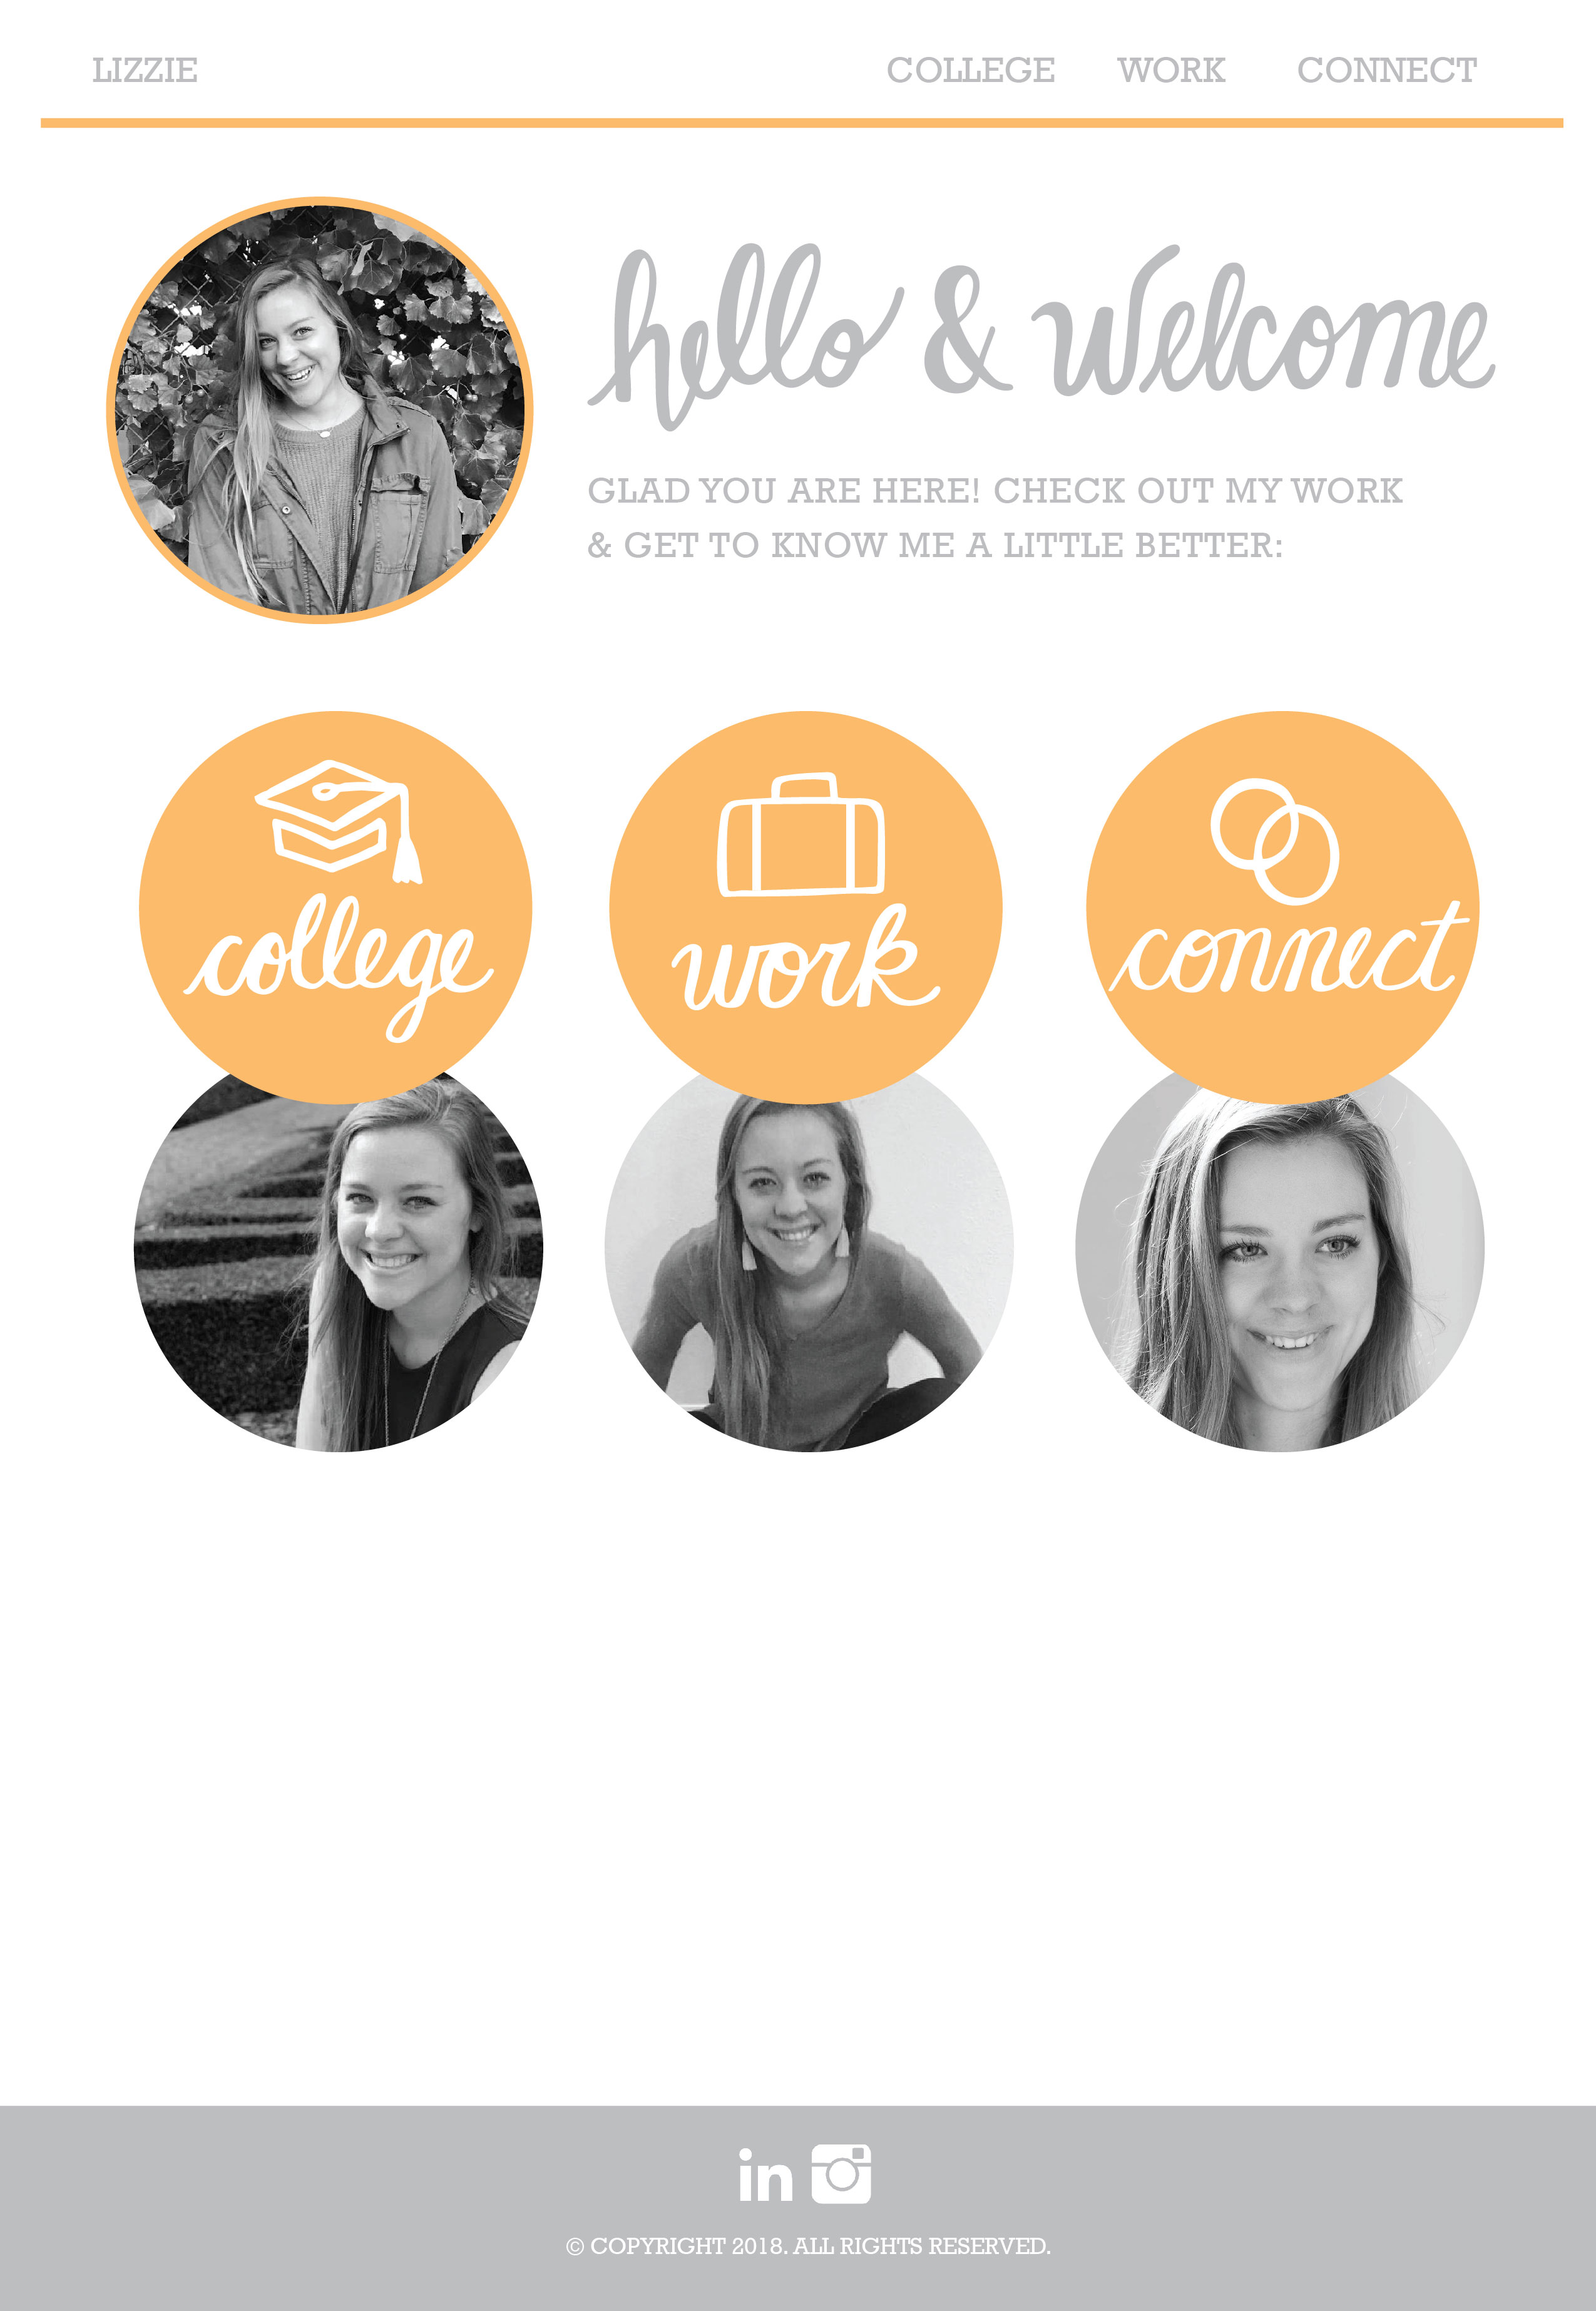 LIZZIE COLLEGE WORK CONNECT
hello & welcome
GLAD YOU ARE HERE! CHECK OUT MY WORK
& GET TO KNOW ME A LITTLE BETTER:
college work connect
in
© COPYRIGHT 2018. ALL RIGHTS RESERVED.